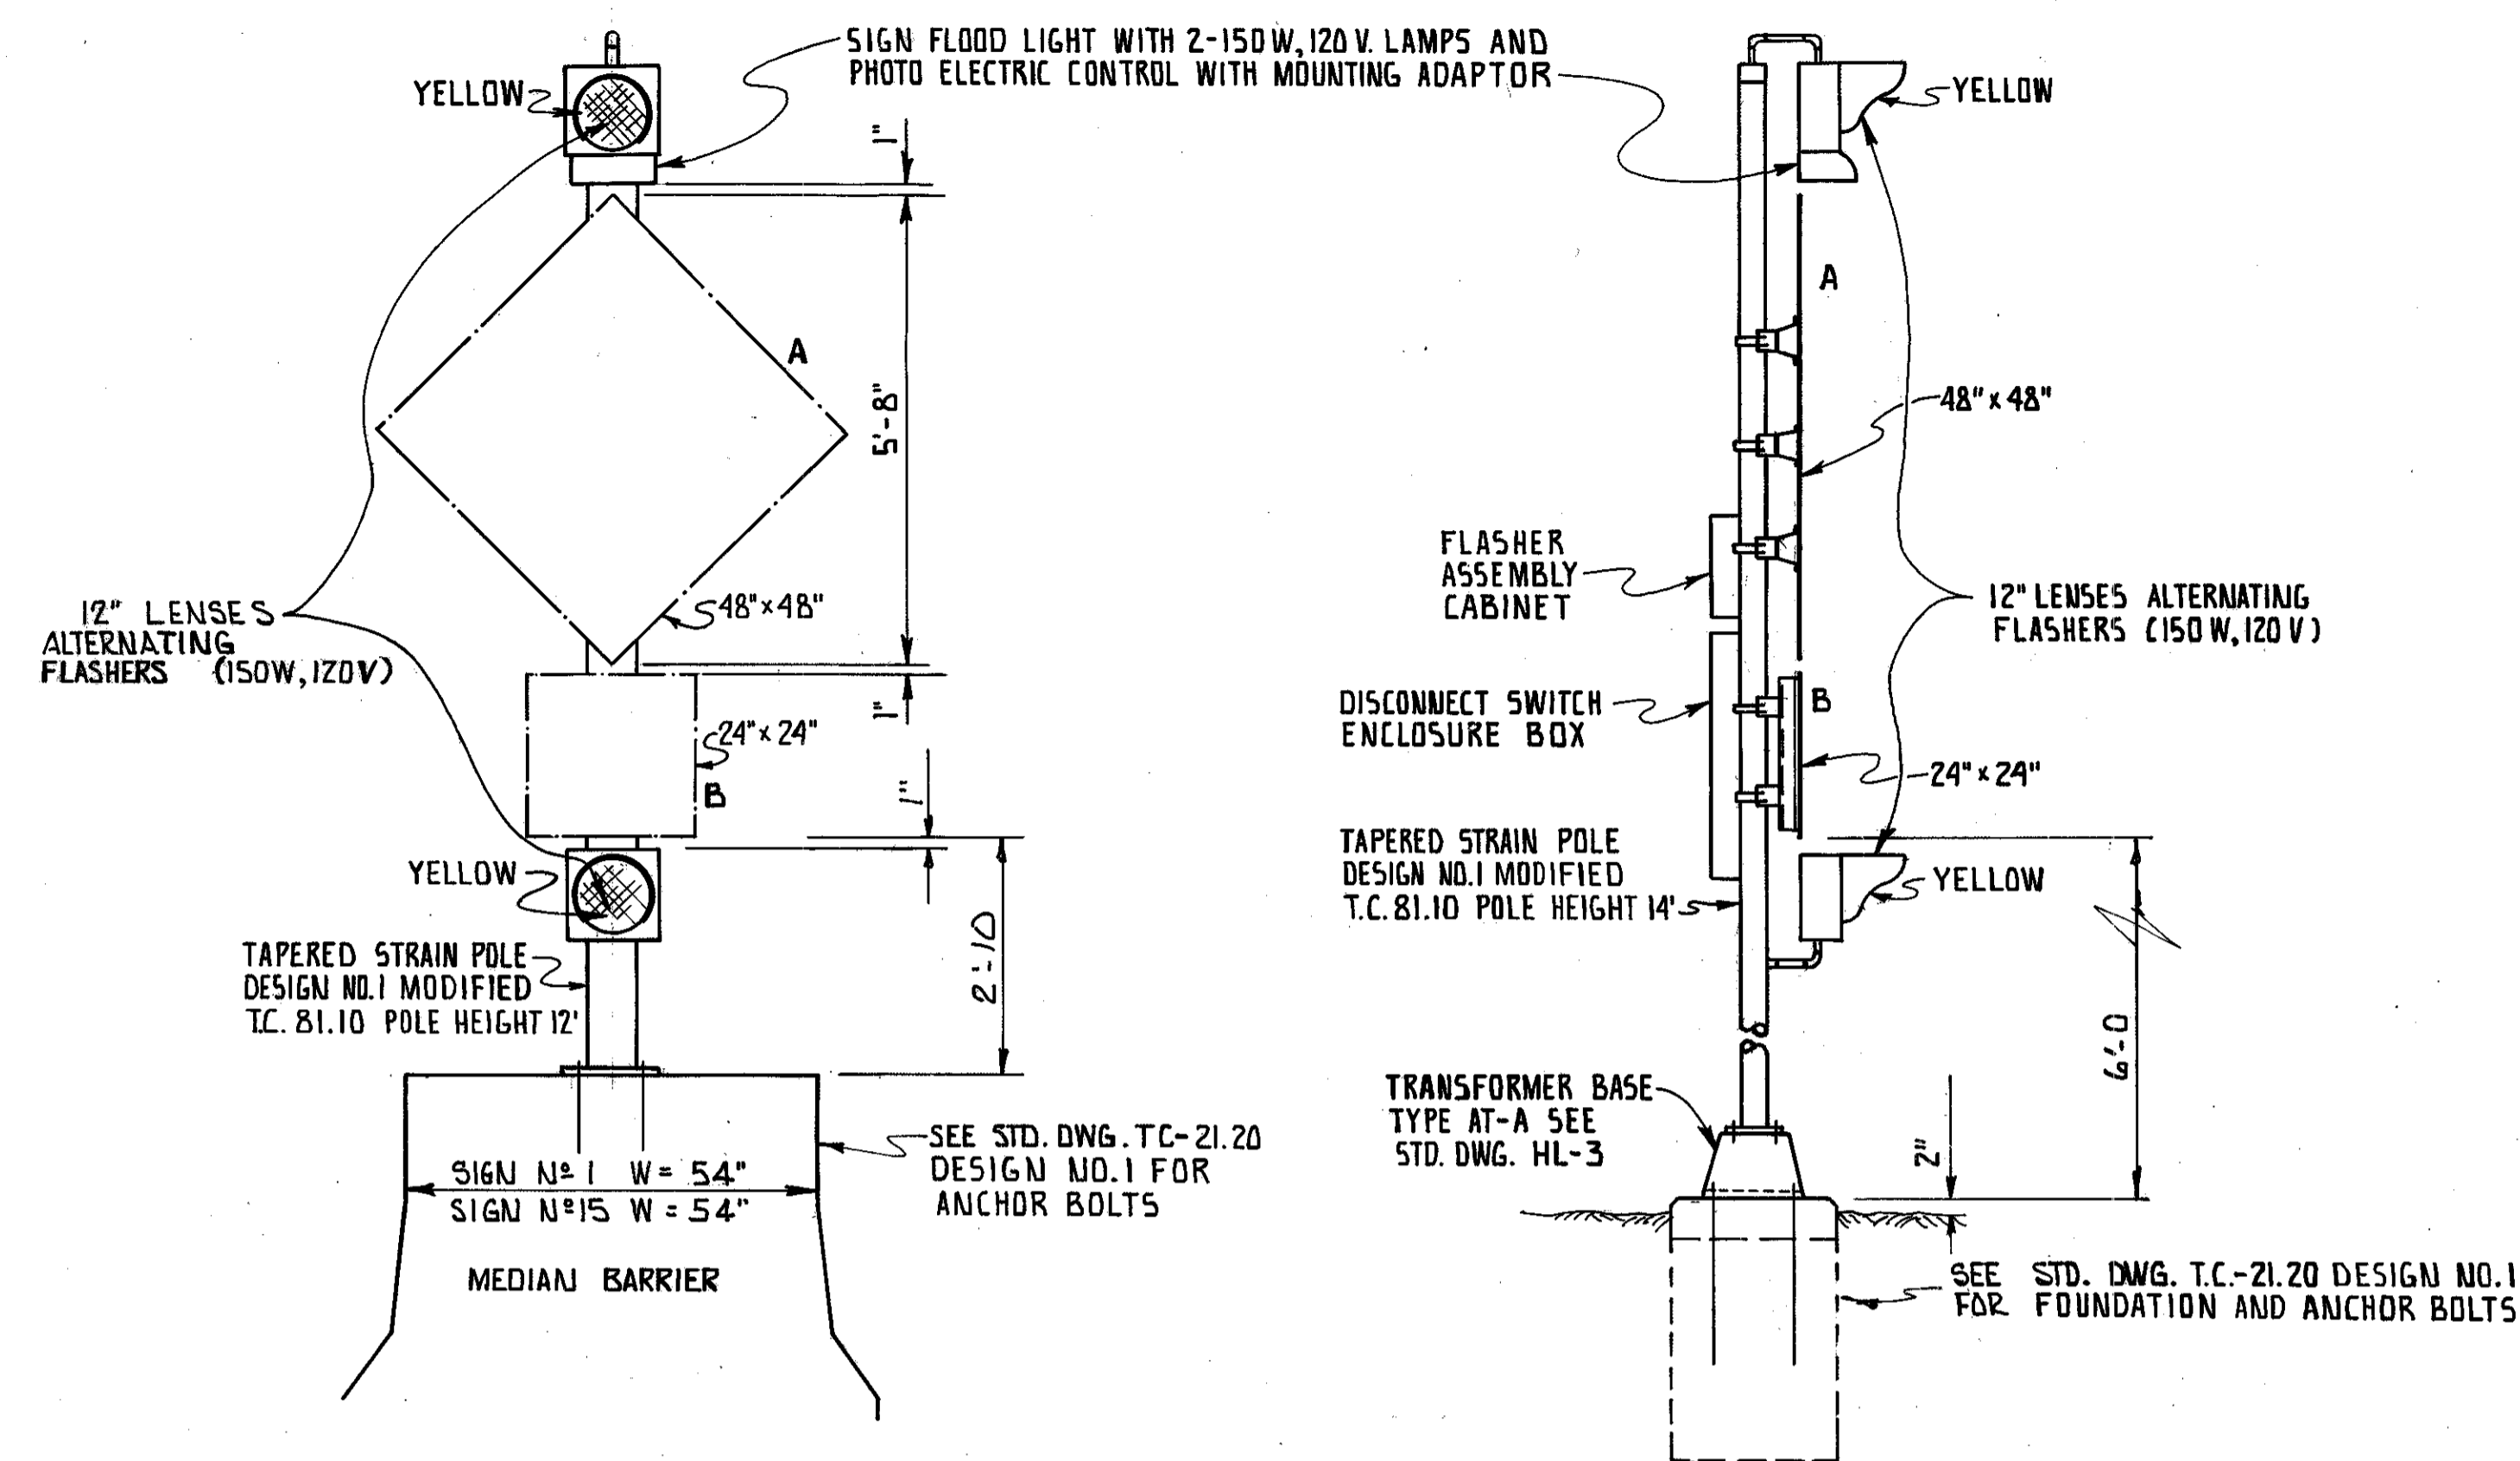 SIGN FLOOD LIGHT WITH 2-150W, 120 V. LAMPS AND
PHOTO ELECTRIC CONTROL WITH MOUNTING ADAPTOR
YELLOW
YELLOW
1"
A
A
5'-8"
48"x48"
48"x48"
FLASHER
ASSEMBLY
CABINET
12" LENSES
ALTERNATING
FLASHERS (150W, 120V)
12" LENSES ALTERNATING
FLASHERS (150 W, 120 V)
1"
24"x 24"
B
DISCONNECT SWITCH
ENCLOSURE BOX
B
24"x 24"
1"
YELLOW
TAPERED STRAIN POLE
DESIGN NO.1 MODIFIED
T.C. 81.10 POLE HEIGHT 14'
YELLOW
TAPERED STRAIN POLE
DESIGN NO.1 MODIFIED
T.C. 81.10 POLE HEIGHT 12'
2'-10
6'-0
TRANSFORMER BASE
TYPE AT-A SEE
STD. DWG. HL-3
2"
SEE STD. DWG. TC-21.20
DESIGN NO.1 FOR
ANCHOR BOLTS
SIGN Nº 1 W = 54"
SIGN Nº15 W = 54"
MEDIAN BARRIER
SEE STD. DWG. T.C.-21.20 DESIGN NO.1
FOR FOUNDATION AND ANCHOR BOLTS